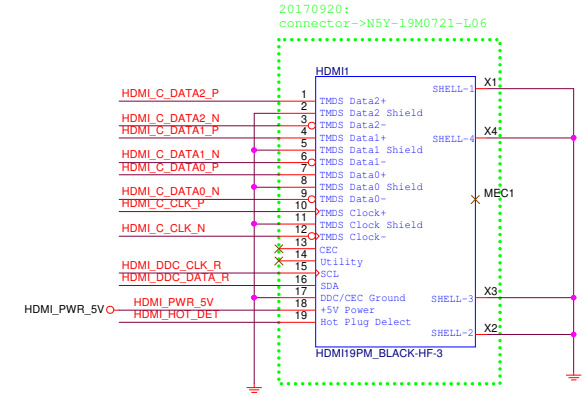 20170920:
connector->N5Y-19M0721-L06
HDMI1
HDMI_C_DATA2_P 1 TMDS Data2+ SHELL-1 X1
2 TMDS Data2 Shield
HDMI_C_DATA2_N 3 TMDS Data2-
HDMI_C_DATA1_P 4 TMDS Data1+ SHELL-4 X4
5 TMDS Data1 Shield
HDMI_C_DATA1_N 6 TMDS Data1-
HDMI_C_DATA0_P 7 TMDS Data0+
8 TMDS Data0 Shield
HDMI_C_DATA0_N 9 TMDS Data0- MEC1
HDMI_C_CLK_P 10 TMDS Clock+
11 TMDS Clock Shield
HDMI_C_CLK_N 12 TMDS Clock-
13 CEC
14 Utility
HDMI_DDC_CLK_R 15 SCL
HDMI_DDC_DATA_R 16 SDA
17 DDC/CEC Ground SHELL-3 X3
HDMI_PWR_5V HDMI_PWR_5V 18 +5V Power
HDMI_HOT_DET 19 Hot Plug Delect
SHELL-2 X2
HDMI19PM_BLACK-HF-3